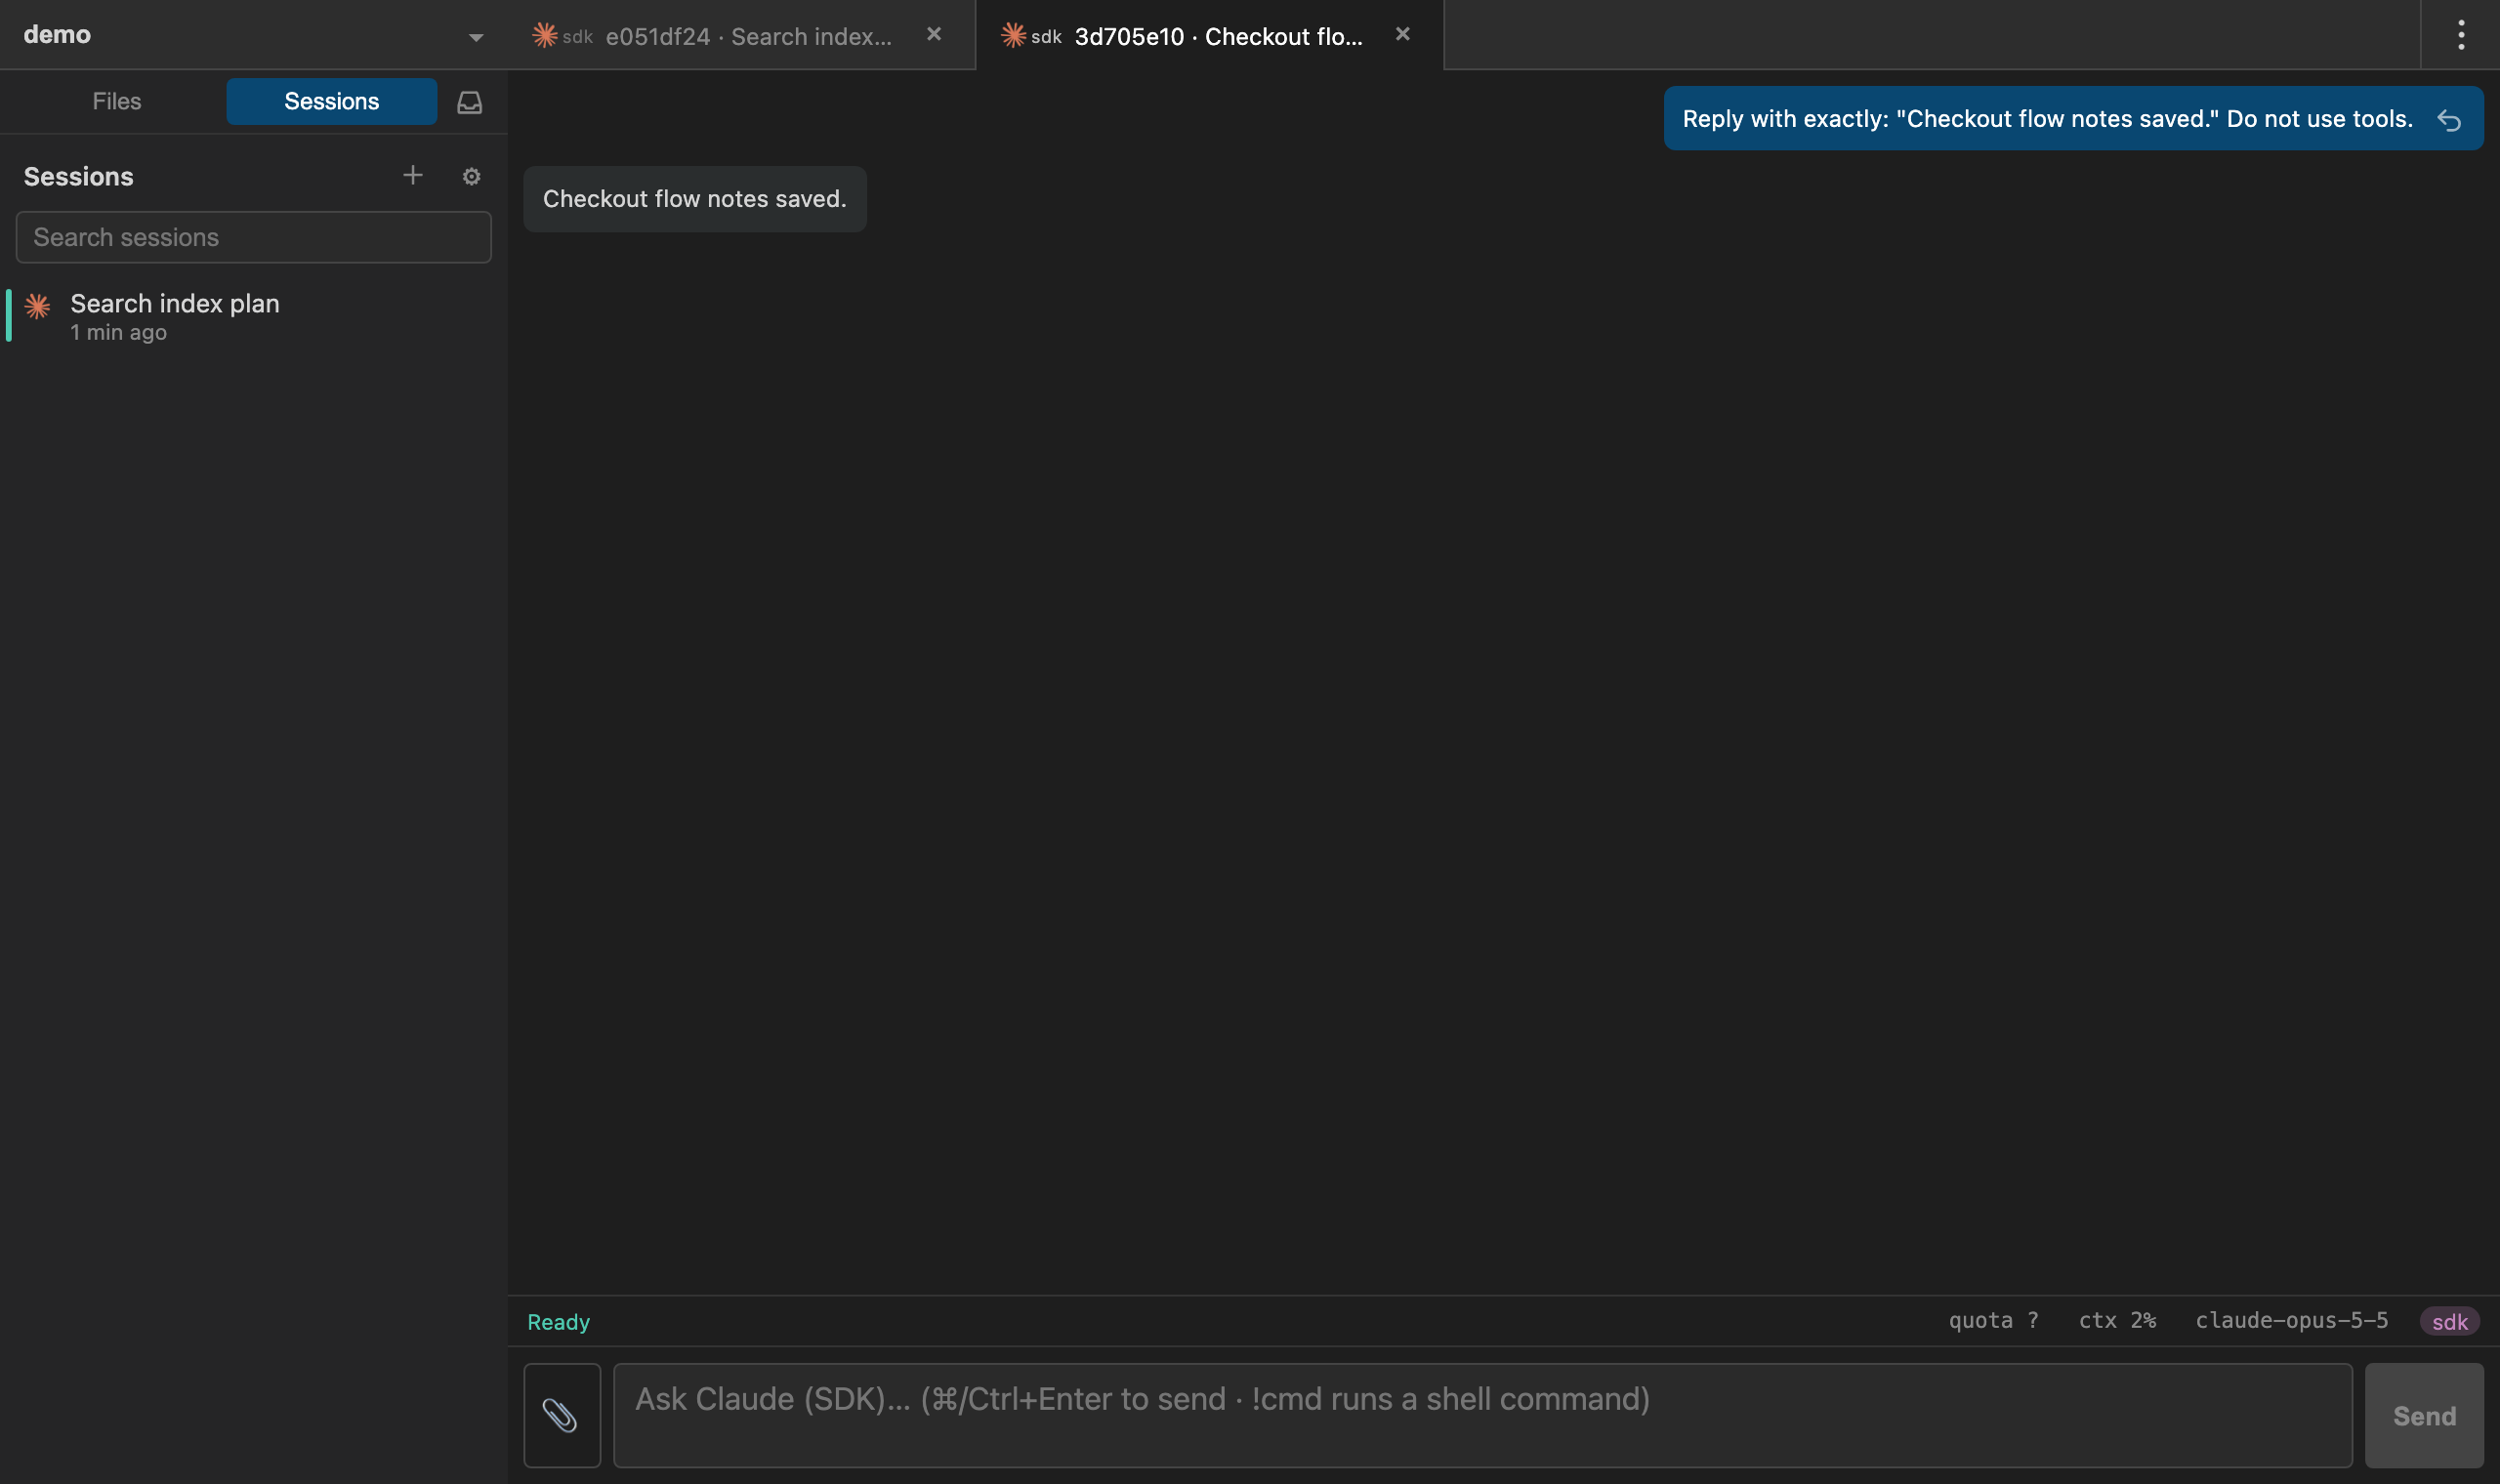 demo
sdk e051df24 · Search index...
sdk 3d705e10 · Checkout flo...
Files
Sessions
Sessions
Search sessions
Search index plan
1 min ago
Reply with exactly: "Checkout flow notes saved." Do not use tools.
Checkout flow notes saved.
Ready
quota ?
ctx 2%
claude-opus-5-5
sdk
Ask Claude (SDK)... (⌘/Ctrl+Enter to send · !cmd runs a shell command)
Send